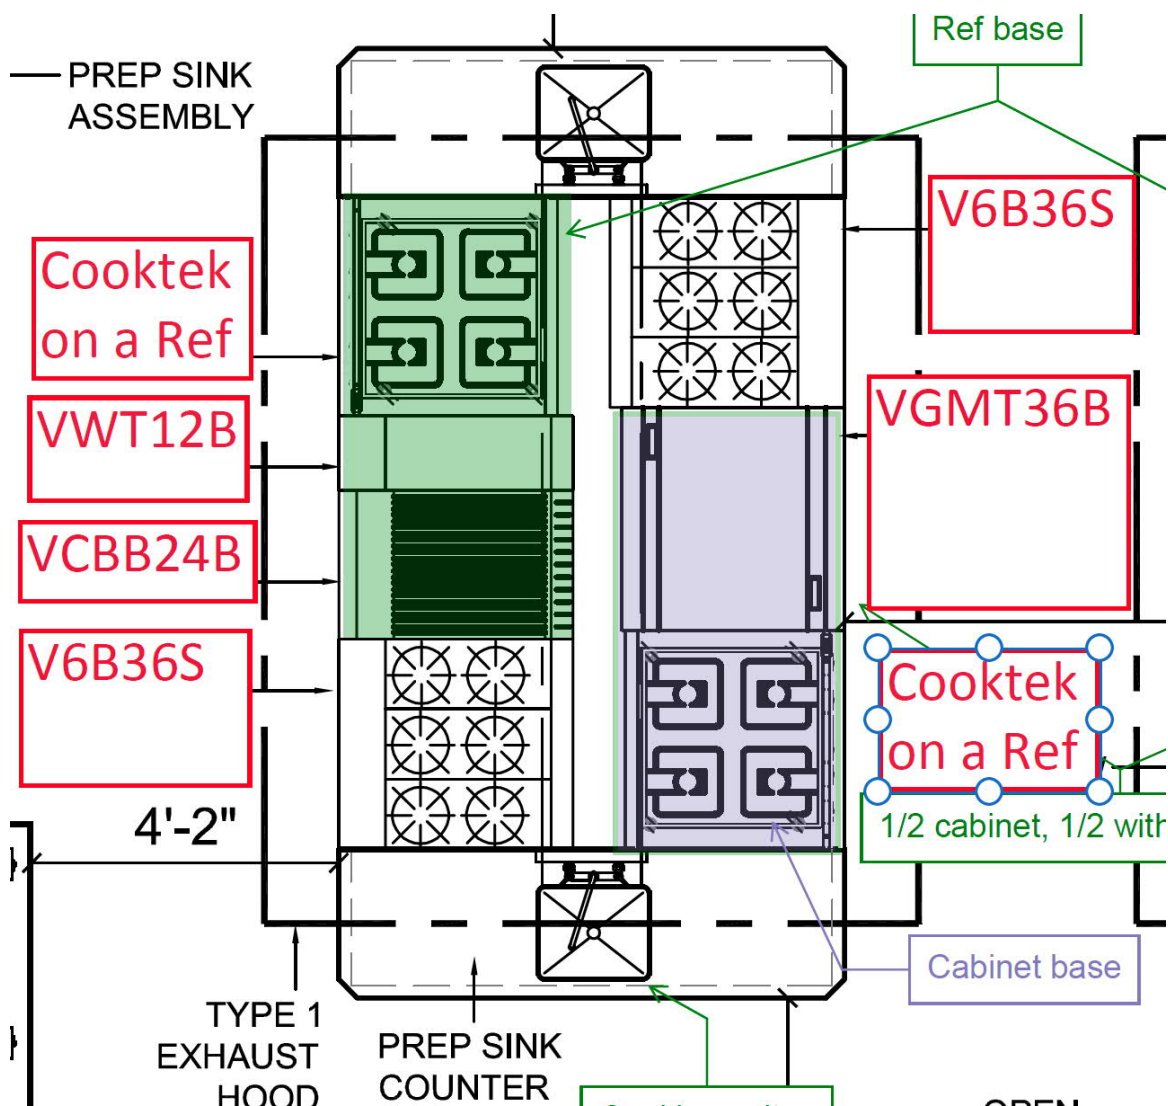 Ref base
PREP SINK
ASSEMBLY
V6B36S
Cooktek
on a Ref
VWT12B
VGMT36B
VCBB24B
V6B36S
Cooktek
on a Ref
4'-2"
1/2 cabinet, 1/2 with
Cabinet base
TYPE 1
EXHAUST
HOOD
PREP SINK
COUNTER
OPEN